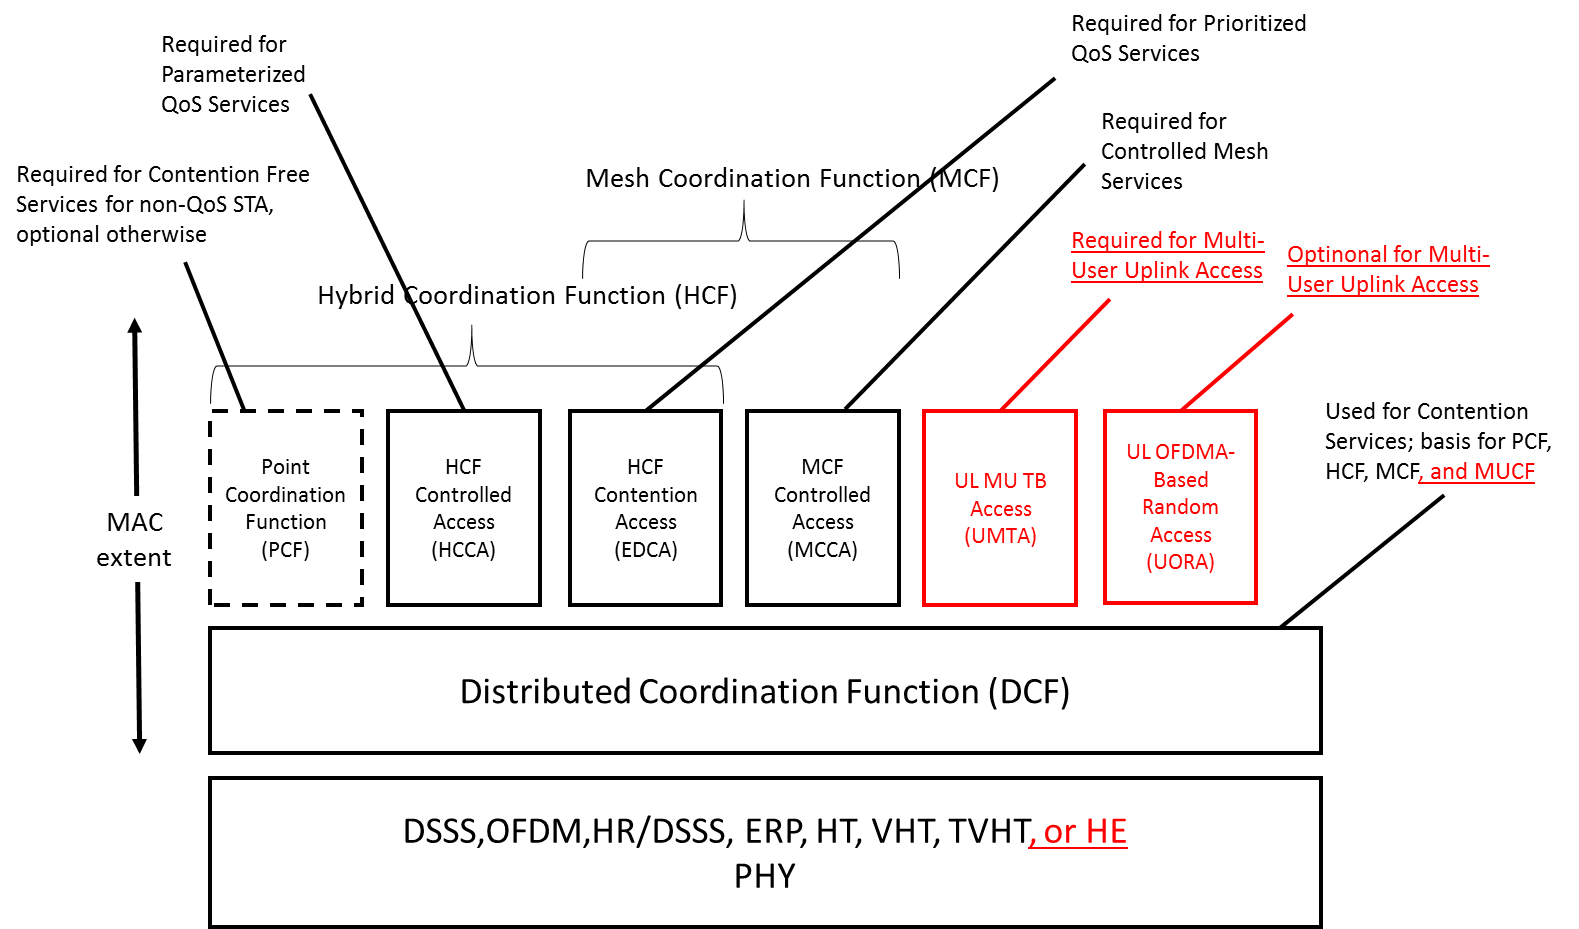 Required for Prioritized
QoS Services
Required for
Parameterized
QoS Services
Required for
Controlled Mesh
Services
Required for Contention Free
Services for non-QoS STA,
optional otherwise
Mesh Coordination Function (MCF)
Required for Multi-
User Uplink Access
Optinonal for Multi-
User Uplink Access
Hybrid Coordination Function (HCF)
Used for Contention
Services; basis for PCF,
HCF, MCF, and MUCF
MAC
extent
Point
Coordination
Function
(PCF)
HCF
Controlled
Access
(HCCA)
HCF
Contention
Access
(EDCA)
MCF
Controlled
Access
(MCCA)
UL MU TB
Access
(UMTA)
UL OFDMA-
Based
Random
Access
(UORA)
Distributed Coordination Function (DCF)
DSSS,OFDM,HR/DSSS, ERP, HT, VHT, TVHT, or HE
PHY